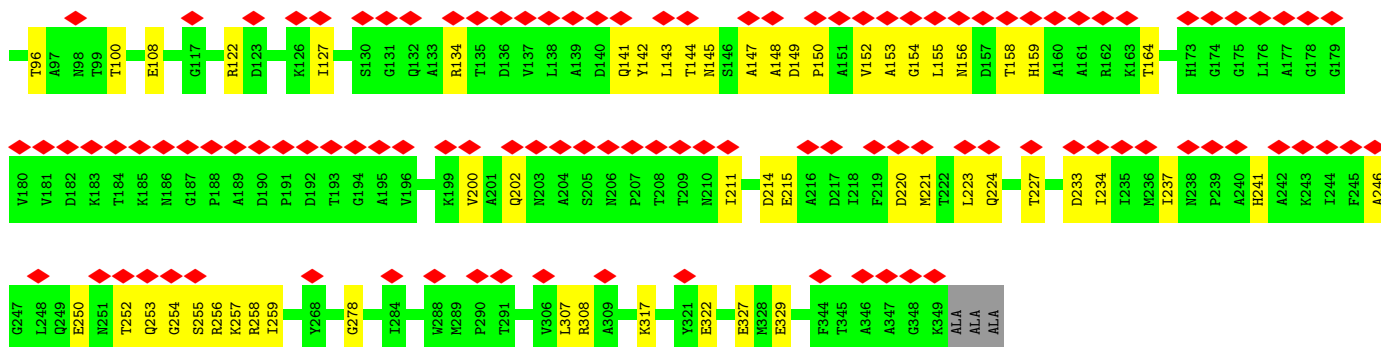 T96 A97 N98 T99 T100 E108 G117 R122 D123 K126 I127 S130 G131 Q132 A133 R134 T135 D136 V137 L138 A139 D140 Q141 Y142 L143 T144 N145 S146 A147 A148 D149 P150 A151 V152 A153 G154 L155 N156 D157 T158 H159 A160 A161 R162 K163 T164 H173 G174 G175 L176 A177 G178 G179
V180 V181 D182 K183 T184 K185 N186 G187 P188 A189 D190 P191 D192 T193 G194 A195 V196 K199 V200 A201 Q202 N203 A204 S205 N206 P207 T208 T209 N210 I211 D214 E215 A216 D217 I218 F219 D220 M221 T222 L223 Q224 T227 D233 I234 I235 M236 I237 N238 P239 A240 H241 A242 K243 I244 F245 A246
G247 L248 Q249 E250 N251 T252 Q253 G254 S255 R256 K257 R258 I259 Y268 G278 I284 W288 M289 P290 T291 V306 L307 R308 A309 K317 Y321 E322 E327 M328 E329 F344 T345 A346 A347 G348 K349 ALA ALA ALA